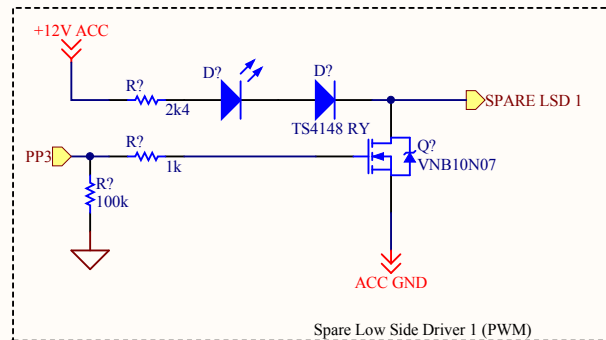 +12V ACC
R?
2k4
D?
D?
TS4148 RY
SPARE LSD 1
PP3
R?
1k
Q?
VNB10N07
R?
100k
ACC GND
Spare Low Side Driver 1 (PWM)